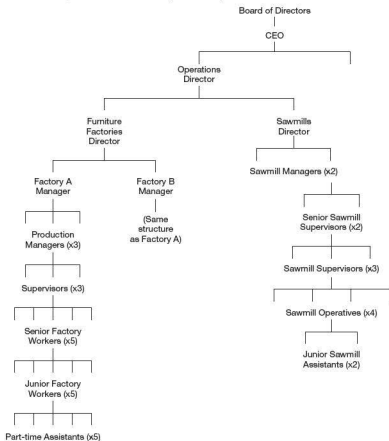 Board of Directors
CEO
Operations
Director
Furniture
Factories
Director
Sawmills
Director
Sawmill Managers (x2)
Factory A
Manager
Factory B
Manager
(Same
structure
as Factory A)
Senior Sawmill
Supervisors (x2)
Production
Managers (x3)
Supervisors (x3)
Sawmill Supervisors (x3)
Sawmill Operatives (x4)
Senior Factory
Workers (x5)
Junior Sawmill
Assistants (x2)
Junior Factory
Workers (x5)
Part-time Assistants (x5)